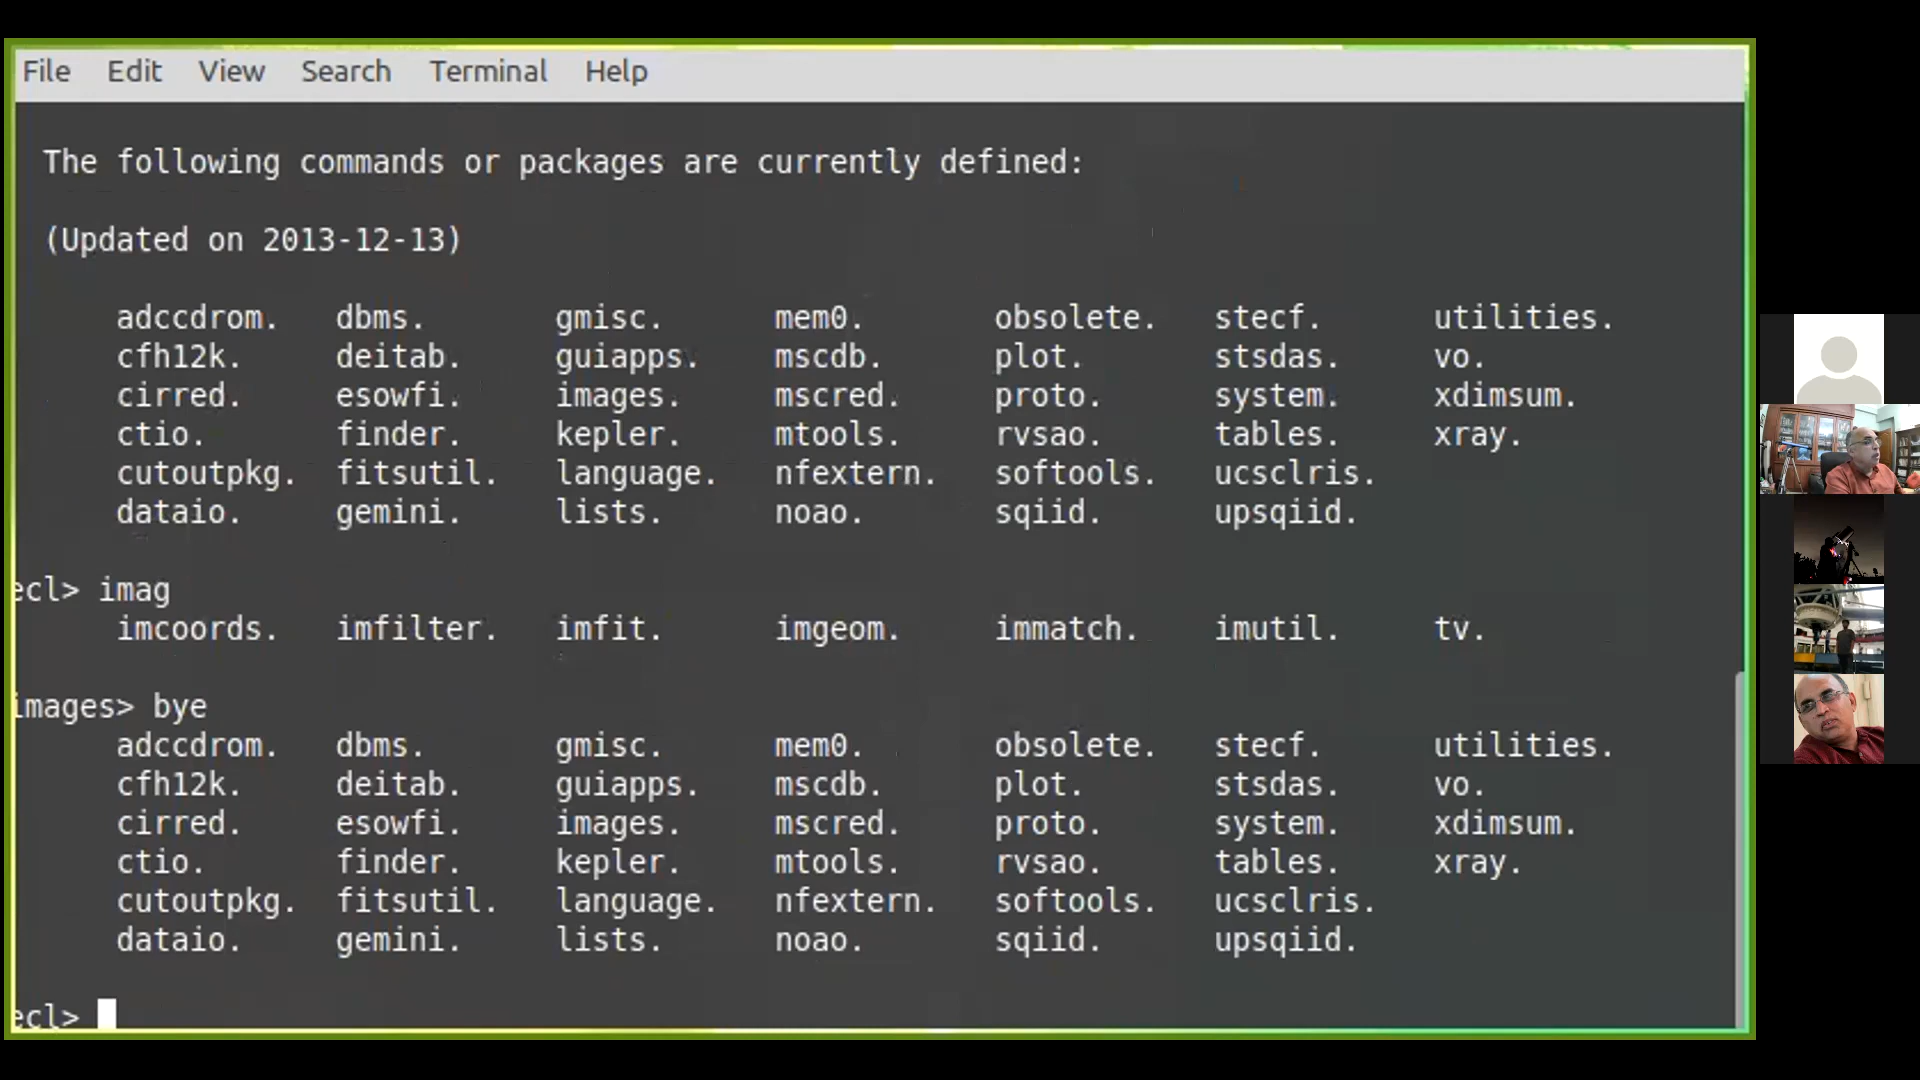 File Edit View Search Terminal Help
The following commands or packages are currently defined:
(Updated on 2013-12-13)
adccdrom. dbms. gmisc. mem0. obsolete. stecf. utilities.
cfh12k. deitab. guiapps. mscdb. plot. stsdas. vo.
cirred. esowfi. images. mscred. proto. system. xdimsum.
ctio. finder. kepler. mtools. rvsao. tables. xray.
cutoutpkg. fitsutil. language. nfextern. softools. ucsclris.
dataio. gemini. lists. noao. sqiid. upsqiid.
ecl> imag
imcoords. imfilter. imfit. imgeom. immatch. imutil. tv.
images> bye
adccdrom. dbms. gmisc. mem0. obsolete. stecf. utilities.
cfh12k. deitab. guiapps. mscdb. plot. stsdas. vo.
cirred. esowfi. images. mscred. proto. system. xdimsum.
ctio. finder. kepler. mtools. rvsao. tables. xray.
cutoutpkg. fitsutil. language. nfextern. softools. ucsclris.
dataio. gemini. lists. noao. sqiid. upsqiid.
ecl>